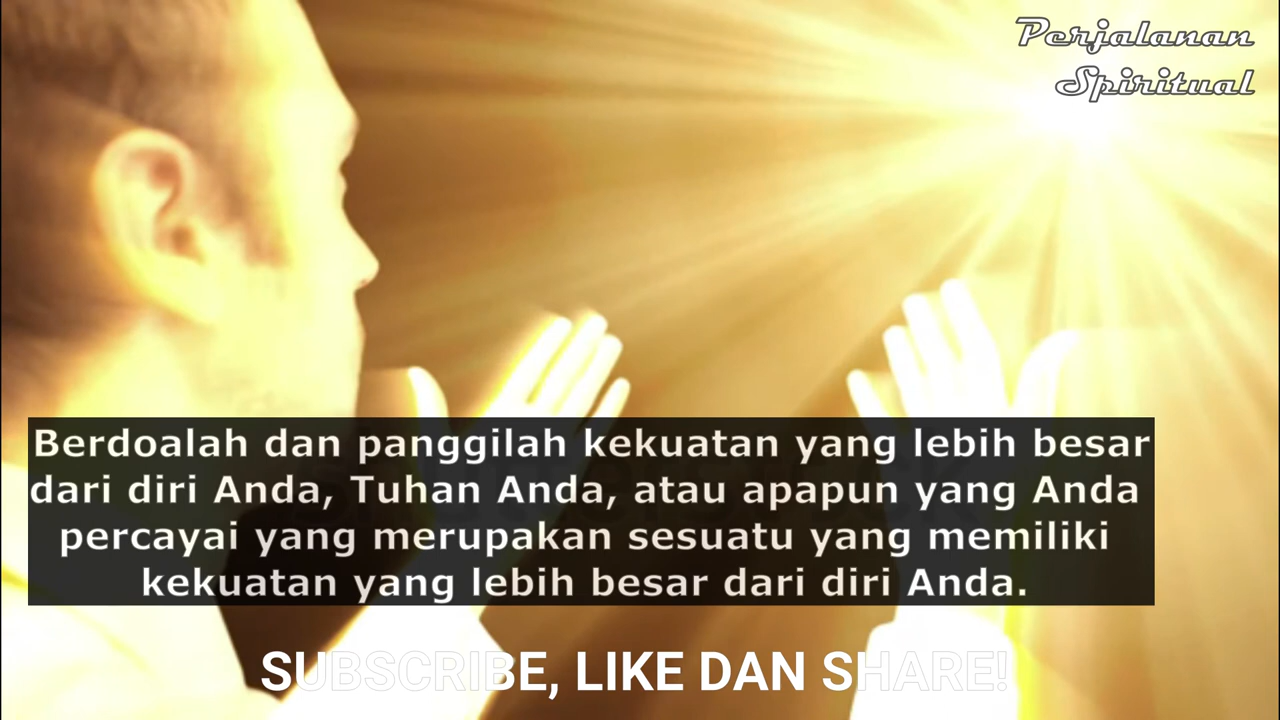 Perjalanan
Spiritual
Berdoalah dan panggilah kekuatan yang lebih besar
dari diri Anda, Tuhan Anda, atau apapun yang Anda
percayai yang merupakan sesuatu yang memiliki
kekuatan yang lebih besar dari diri Anda.
SUBSCRIBE, LIKE DAN SHARE!